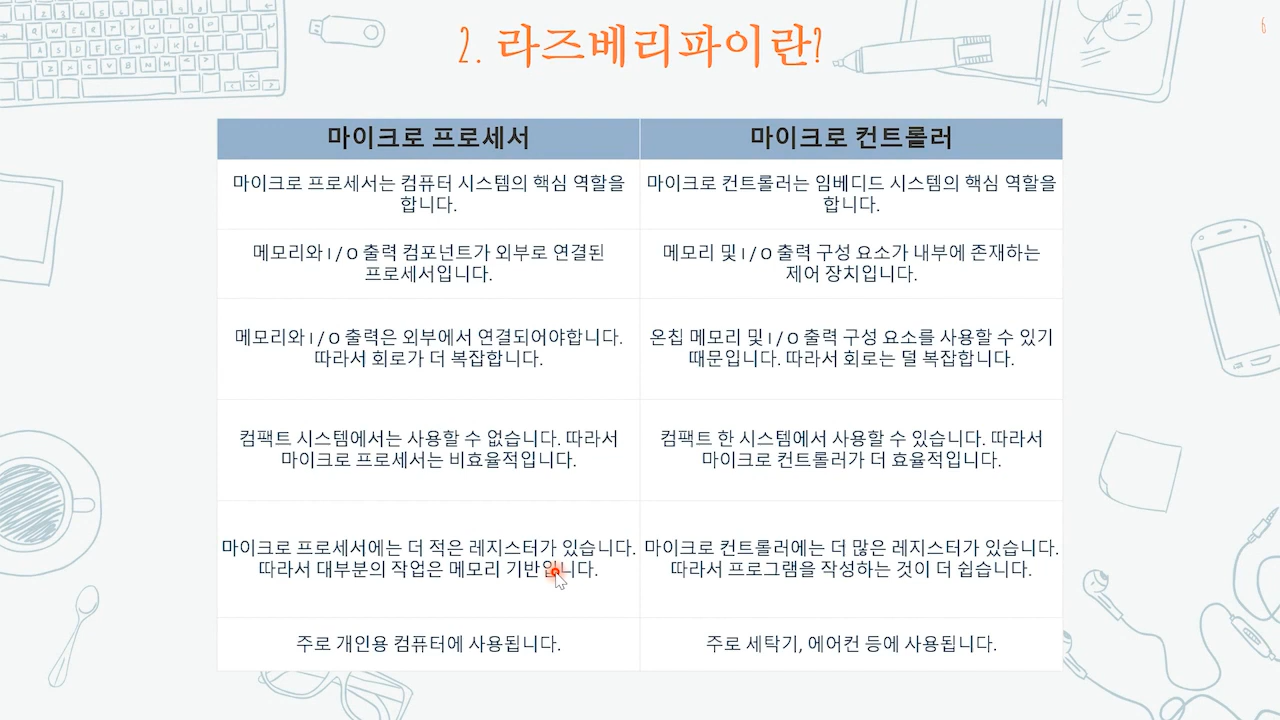 2. 라즈베리파이란?
6
마이크로 프로세서
마이크로 컨트롤러
마이크로 프로세서는 컴퓨터 시스템의 핵심 역할을
합니다.
마이크로 컨트롤러는 임베디드 시스템의 핵심 역할을
합니다.
메모리와 I / O 출력 컴포넌트가 외부로 연결된
프로세서입니다.
메모리 및 I / O 출력 구성 요소가 내부에 존재하는
제어 장치입니다.
메모리와 I / O 출력은 외부에서 연결되어야합니다.
따라서 회로가 더 복잡합니다.
온칩 메모리 및 I / O 출력 구성 요소를 사용할 수 있기
때문입니다. 따라서 회로는 덜 복잡합니다.
컴팩트 시스템에서는 사용할 수 없습니다. 따라서
마이크로 프로세서는 비효율적입니다.
컴팩트 한 시스템에서 사용할 수 있습니다. 따라서
마이크로 컨트롤러가 더 효율적입니다.
마이크로 프로세서에는 더 적은 레지스터가 있습니다.
따라서 대부분의 작업은 메모리 기반입니다.
마이크로 컨트롤러에는 더 많은 레지스터가 있습니다.
따라서 프로그램을 작성하는 것이 더 쉽습니다.
주로 개인용 컴퓨터에 사용됩니다.
주로 세탁기, 에어컨 등에 사용됩니다.